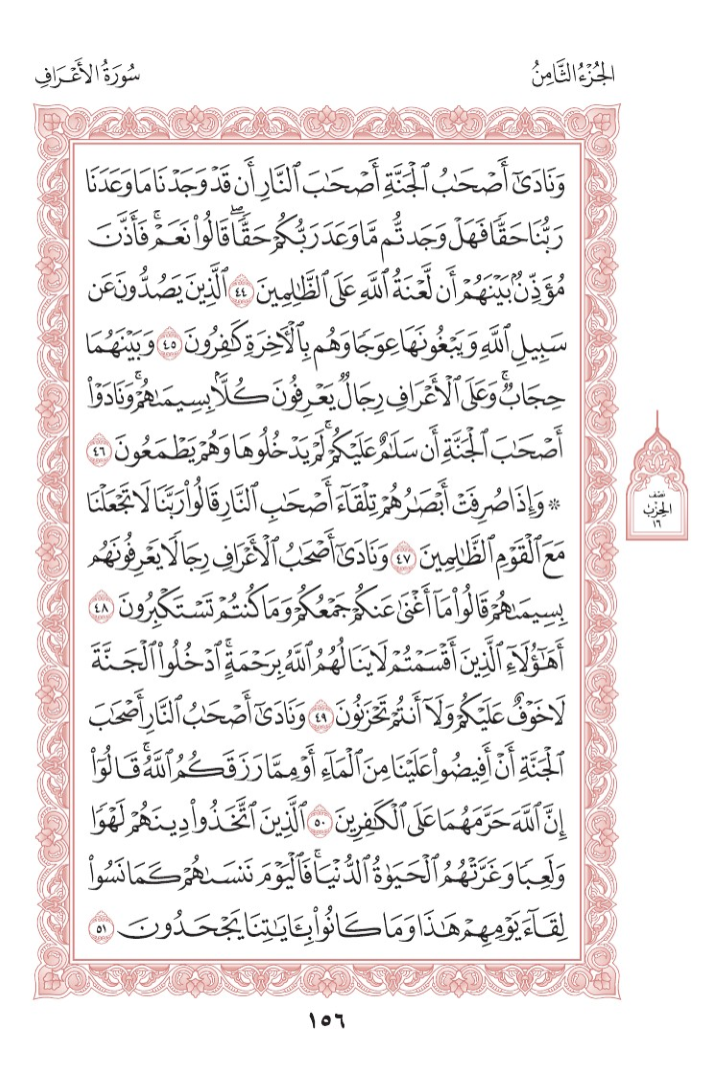 الجُزْءُ الثَّامِنُ
سُورَةُ الأَعْرَافِ
وَنَادَىٰٓ أَصْحَٰبُ ٱلْجَنَّةِ أَصْحَٰبَ ٱلنَّارِ أَن قَدْ وَجَدْنَا مَا وَعَدَنَا
رَبُّنَا حَقًّا فَهَلْ وَجَدتُّم مَّا وَعَدَ رَبُّكُمْ حَقًّاۖ قَالُواْ نَعَمْۚ فَأَذَّنَ
مُؤَذِّنُۢ بَيْنَهُمْ أَن لَّعْنَةُ ٱللَّهِ عَلَى ٱلظَّٰلِمِينَ ٤٤ ٱلَّذِينَ يَصُدُّونَ عَن
سَبِيلِ ٱللَّهِ وَيَبْغُونَهَا عِوَجًا وَهُم بِٱلْأٓخِرَةِ كَٰفِرُونَ ٤٥ وَبَيْنَهُمَا
حِجَابٌۚ وَعَلَى ٱلْأَعْرَافِ رِجَالٌ يَعْرِفُونَ كُلَّۢا بِسِيمَىٰهُمْۚ وَنَادَوْاْ
أَصْحَٰبَ ٱلْجَنَّةِ أَن سَلَٰمٌ عَلَيْكُمْۚ لَمْ يَدْخُلُوهَا وَهُمْ يَطْمَعُونَ ٤٦
۞ وَإِذَا صُرِفَتْ أَبْصَٰرُهُمْ تِلْقَآءَ أَصْحَٰبِ ٱلنَّارِ قَالُواْ رَبَّنَا لَا تَجْعَلْنَا
مَعَ ٱلْقَوْمِ ٱلظَّٰلِمِينَ ٤٧ وَنَادَىٰٓ أَصْحَٰبُ ٱلْأَعْرَافِ رِجَالًا يَعْرِفُونَهُم
بِسِيمَىٰهُمْ قَالُواْ مَآ أَغْنَىٰ عَنكُمْ جَمْعُكُمْ وَمَا كُنتُمْ تَسْتَكْبِرُونَ ٤٨
أَهَٰٓؤُلَآءِ ٱلَّذِينَ أَقْسَمْتُمْ لَا يَنَالُهُمُ ٱللَّهُ بِرَحْمَةٍۚ ٱدْخُلُواْ ٱلْجَنَّةَ
لَا خَوْفٌ عَلَيْكُمْ وَلَآ أَنتُمْ تَحْزَنُونَ ٤٩ وَنَادَىٰٓ أَصْحَٰبُ ٱلنَّارِ أَصْحَٰبَ
ٱلْجَنَّةِ أَنْ أَفِيضُواْ عَلَيْنَا مِنَ ٱلْمَآءِ أَوْ مِمَّا رَزَقَكُمُ ٱللَّهُۚ قَالُوٓاْ
إِنَّ ٱللَّهَ حَرَّمَهُمَا عَلَى ٱلْكَٰفِرِينَ ٥٠ ٱلَّذِينَ ٱتَّخَذُواْ دِينَهُمْ لَهْوًا
وَلَعِبًا وَغَرَّتْهُمُ ٱلْحَيَوٰةُ ٱلدُّنْيَاۚ فَٱلْيَوْمَ نَنسَىٰهُمْ كَمَا نَسُواْ
لِقَآءَ يَوْمِهِمْ هَٰذَا وَمَا كَانُواْ بِـَٔايَٰتِنَا يَجْحَدُونَ ٥١
نصف
الحزب
١٦
١٥٦